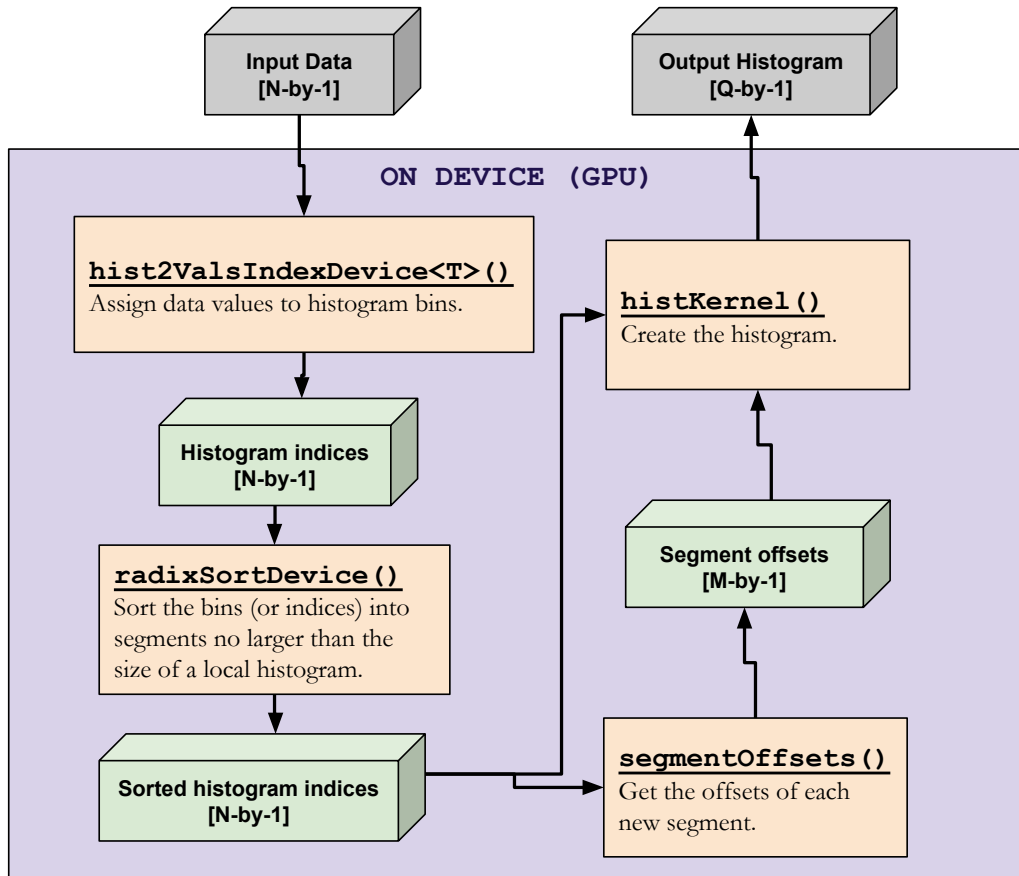 Input Data
[N-by-1]
Output Histogram
[Q-by-1]
ON DEVICE (GPU)
hist2ValsIndexDevice<T>()
Assign data values to histogram bins.
Histogram indices
[N-by-1]
radixSortDevice()
Sort the bins (or indices) into
segments no larger than the
size of a local histogram.
Sorted histogram indices
[N-by-1]
histKernel()
Create the histogram.
Segment offsets
[M-by-1]
segmentOffsets()
Get the offsets of each
new segment.